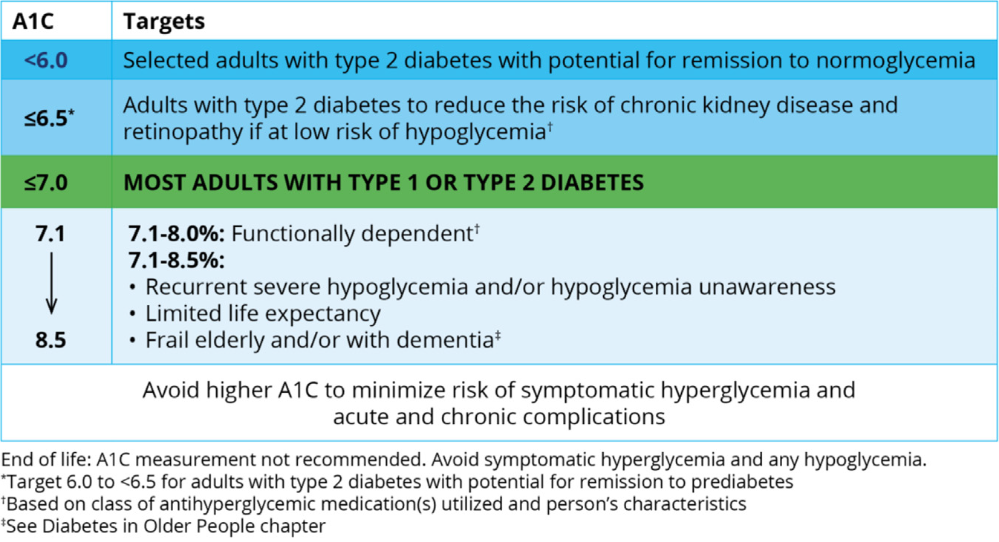 A1C Targets
<6.0 Selected adults with type 2 diabetes with potential for remission to normoglycemia
≤6.5* Adults with type 2 diabetes to reduce the risk of chronic kidney disease and
retinopathy if at low risk of hypoglycemia†
≤7.0 MOST ADULTS WITH TYPE 1 OR TYPE 2 DIABETES
7.1 7.1-8.0%: Functionally dependent†
7.1-8.5%:
• Recurrent severe hypoglycemia and/or hypoglycemia unawareness
• Limited life expectancy
8.5 • Frail elderly and/or with dementia‡
Avoid higher A1C to minimize risk of symptomatic hyperglycemia and
acute and chronic complications
End of life: A1C measurement not recommended. Avoid symptomatic hyperglycemia and any hypoglycemia.
*Target 6.0 to <6.5 for adults with type 2 diabetes with potential for remission to prediabetes
†Based on class of antihyperglycemic medication(s) utilized and person’s characteristics
‡See Diabetes in Older People chapter